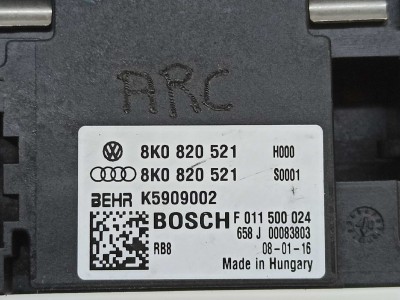 ARC
8K0 820 521 H000
8K0 820 521 S0001
BEHR K5909002
BOSCH F 011 500 024
658 J 00083803
RB8 08-01-16
Made in Hungary